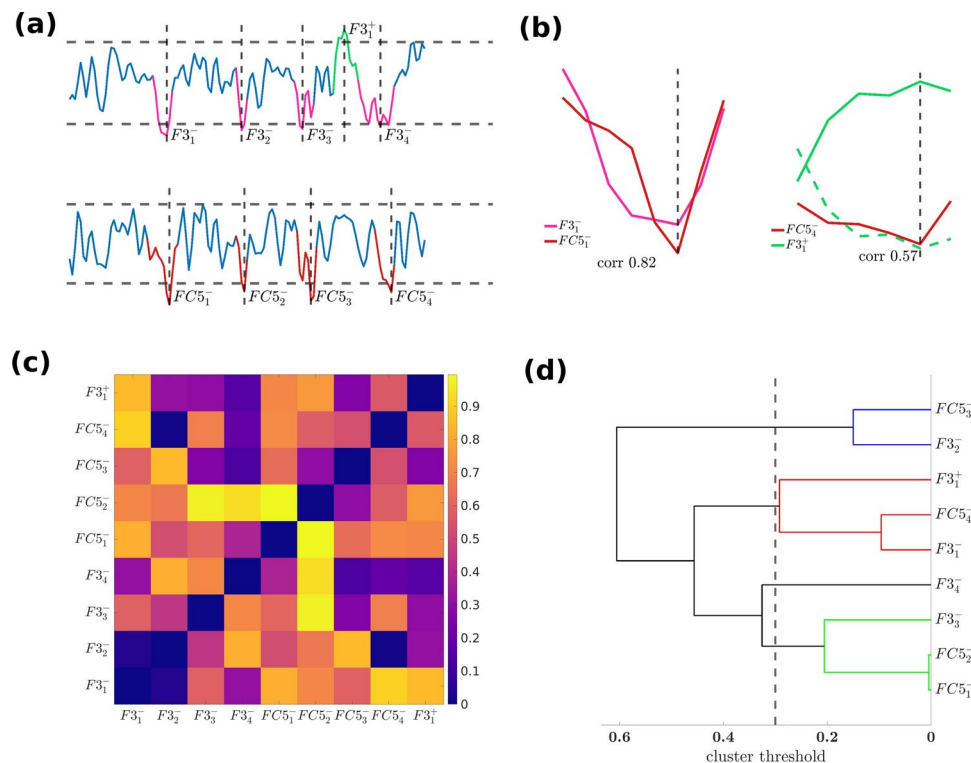 (a)
F3₁⁺
F3₁⁻
F3₂⁻
F3₃⁻
F3₄⁻
FC5₁⁻
FC5₂⁻
FC5₃⁻
FC5₄⁻
(b)
F3₁⁻
FC5₁⁻
corr 0.82
FC5₄⁻
F3₁⁺
corr 0.57
(c)
F3₁⁺
FC5₄⁻
FC5₃⁻
FC5₂⁻
FC5₁⁻
F3₄⁻
F3₃⁻
F3₂⁻
F3₁⁻
F3₁⁻ F3₂⁻ F3₃⁻ F3₄⁻ FC5₁⁻ FC5₂⁻ FC5₃⁻ FC5₄⁻ F3₁⁺
0.9
0.8
0.7
0.6
0.5
0.4
0.3
0.2
0.1
0
(d)
FC5₃⁻
F3₂⁻
F3₁⁺
FC5₄⁻
F3₁⁻
F3₄⁻
F3₃⁻
FC5₂⁻
FC5₁⁻
0.6 0.4 0.2 0
cluster threshold